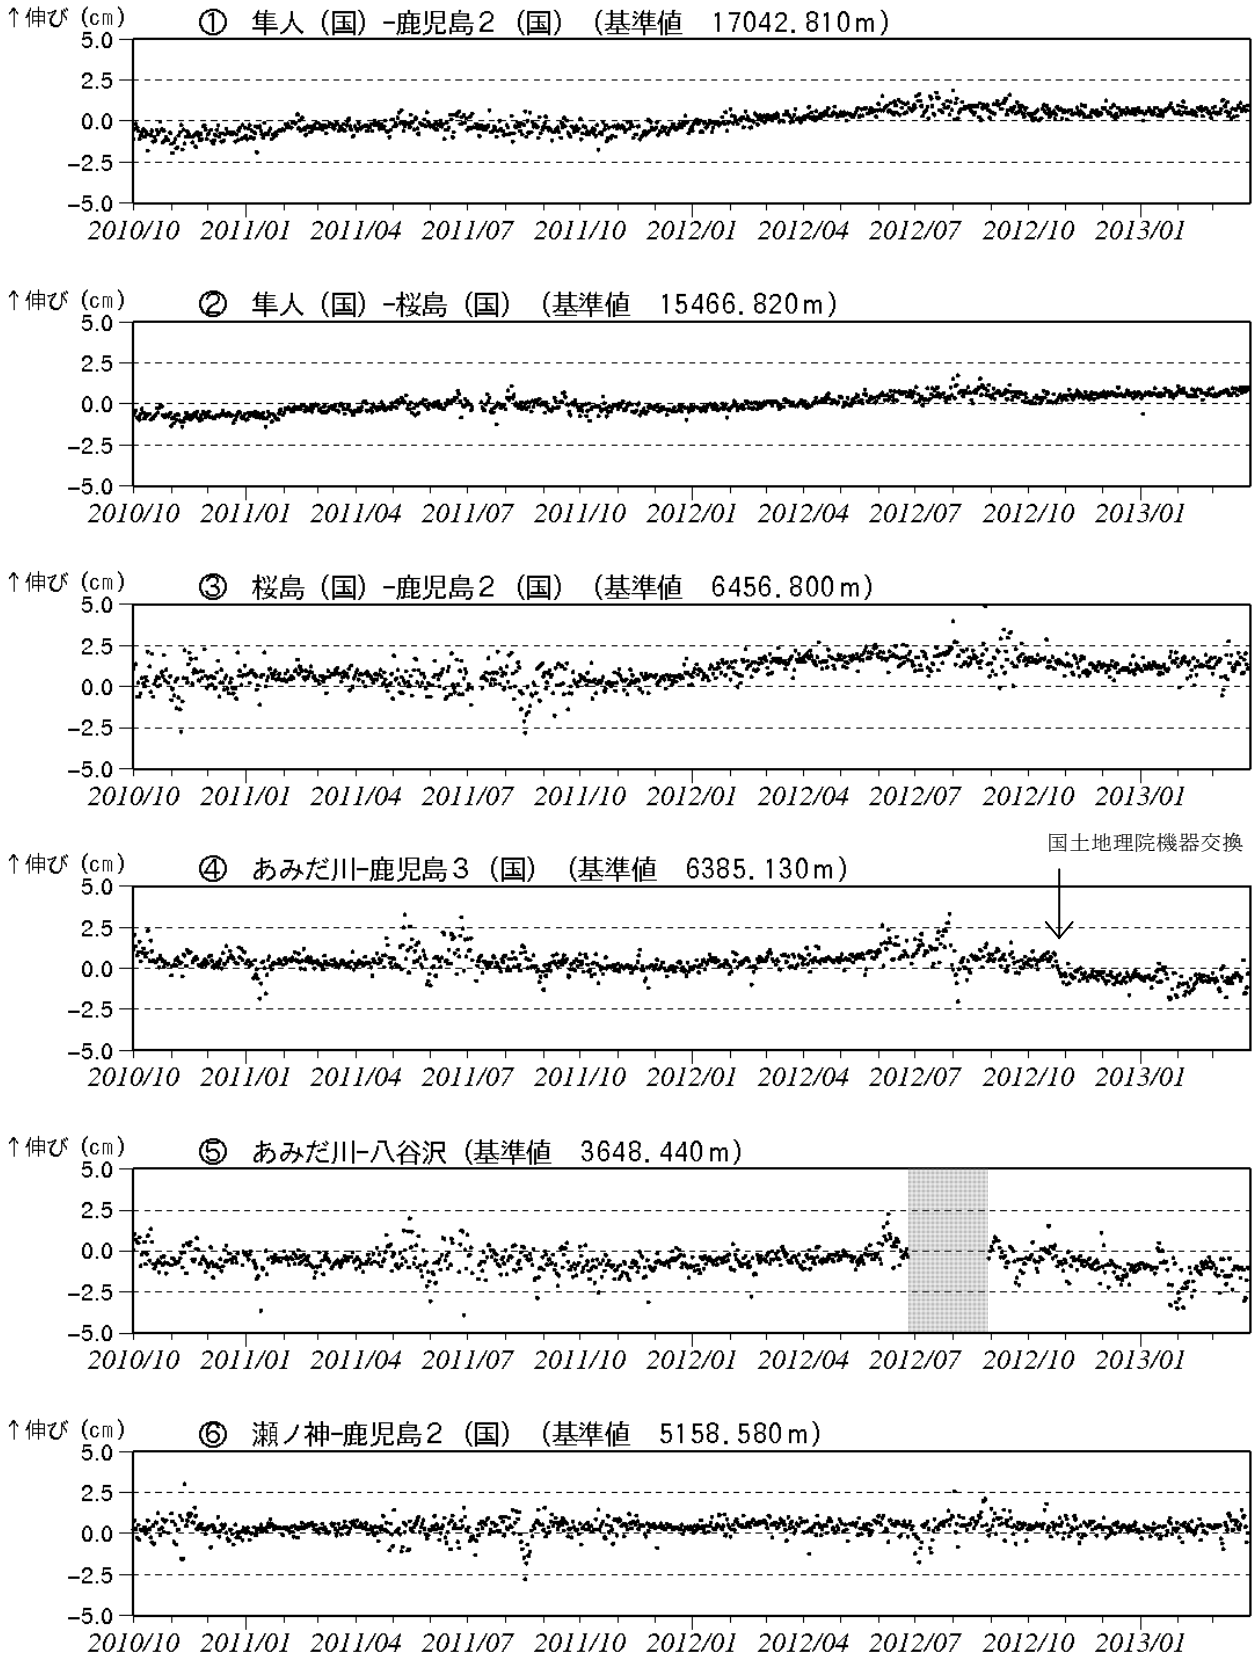 ↑伸び(cm) ① 隼人(国)-鹿児島2(国) (基準値 17042.810m)
5.0
2.5
0.0
-2.5
-5.0
2010/10 2011/01 2011/04 2011/07 2011/10 2012/01 2012/04 2012/07 2012/10 2013/01
↑伸び(cm) ② 隼人(国)-桜島(国) (基準値 15466.820m)
5.0
2.5
0.0
-2.5
-5.0
2010/10 2011/01 2011/04 2011/07 2011/10 2012/01 2012/04 2012/07 2012/10 2013/01
↑伸び(cm) ③ 桜島(国)-鹿児島2(国) (基準値 6456.800m)
5.0
2.5
0.0
-2.5
-5.0
2010/10 2011/01 2011/04 2011/07 2011/10 2012/01 2012/04 2012/07 2012/10 2013/01
国土地理院機器交換
↑伸び(cm) ④ あみだ川-鹿児島3(国) (基準値 6385.130m)
5.0
2.5
0.0
-2.5
-5.0
2010/10 2011/01 2011/04 2011/07 2011/10 2012/01 2012/04 2012/07 2012/10 2013/01
↑伸び(cm) ⑤ あみだ川-八谷沢(基準値 3648.440m)
5.0
2.5
0.0
-2.5
-5.0
2010/10 2011/01 2011/04 2011/07 2011/10 2012/01 2012/04 2012/07 2012/10 2013/01
↑伸び(cm) ⑥ 瀬ノ神-鹿児島2(国) (基準値 5158.580m)
5.0
2.5
0.0
-2.5
-5.0
2010/10 2011/01 2011/04 2011/07 2011/10 2012/01 2012/04 2012/07 2012/10 2013/01